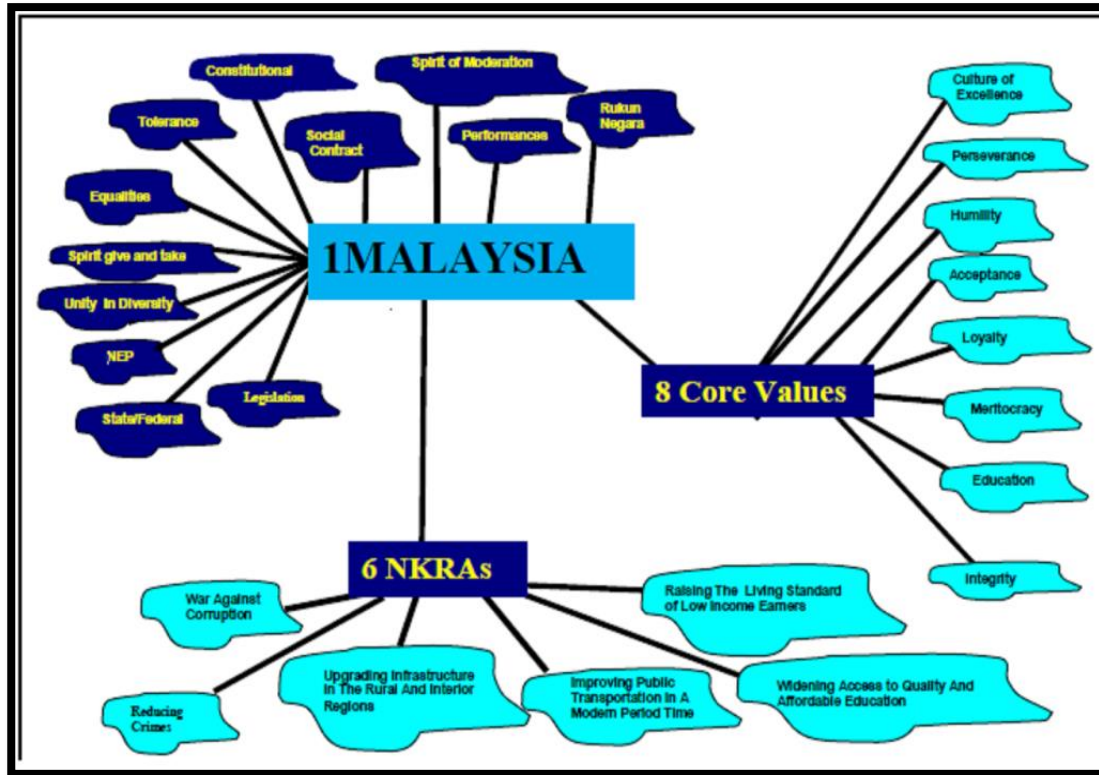 Constitutional
Spirit of Moderation
Tolerance
Social
Contract
Performances
Rukun
Negara
Equalities
Spirit give and take
Unity In Diversity
NEP
State/Federal
Legislation
1MALAYSIA
Culture of
Excellence
Perseverance
Humility
Acceptance
Loyalty
Meritocracy
Education
Integrity
8 Core Values
6 NKRAs
War Against
Corruption
Reducing
Crimes
Upgrading Infrastructure
In The Rural And Interior
Regions
Improving Public
Transportation In A
Modern Period Time
Raising The Living Standard
of Low Income Earners
Widening Access to Quality And
Affordable Education